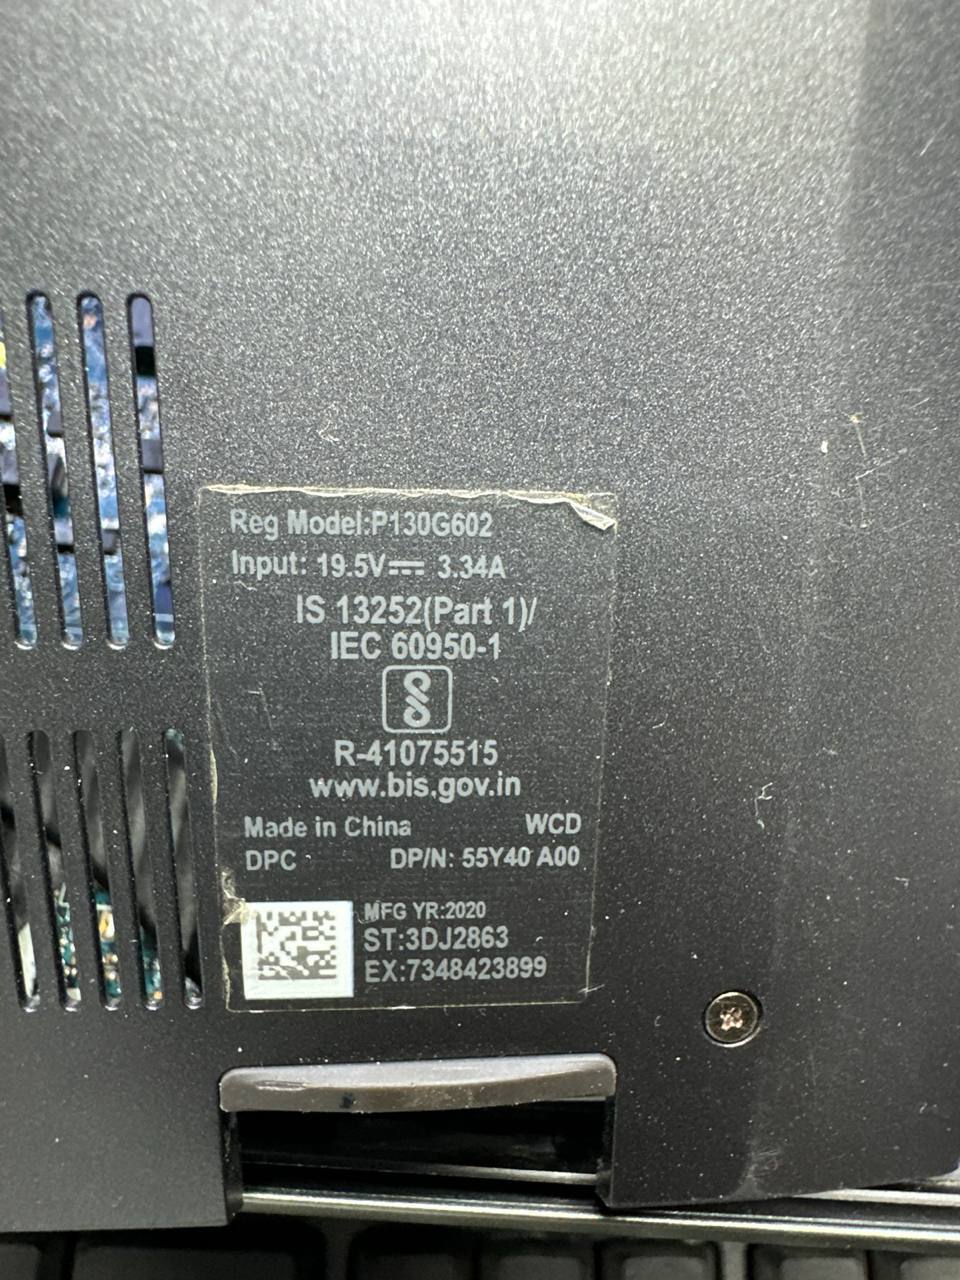 Reg Model:P130G602
Input: 19.5V⎓ 3.34A
IS 13252(Part 1)/
IEC 60950-1
R-41075515
www.bis.gov.in
Made in China WCD
DPC DP/N: 55Y40 A00
MFG YR:2020
ST:3DJ2863
EX:7348423899